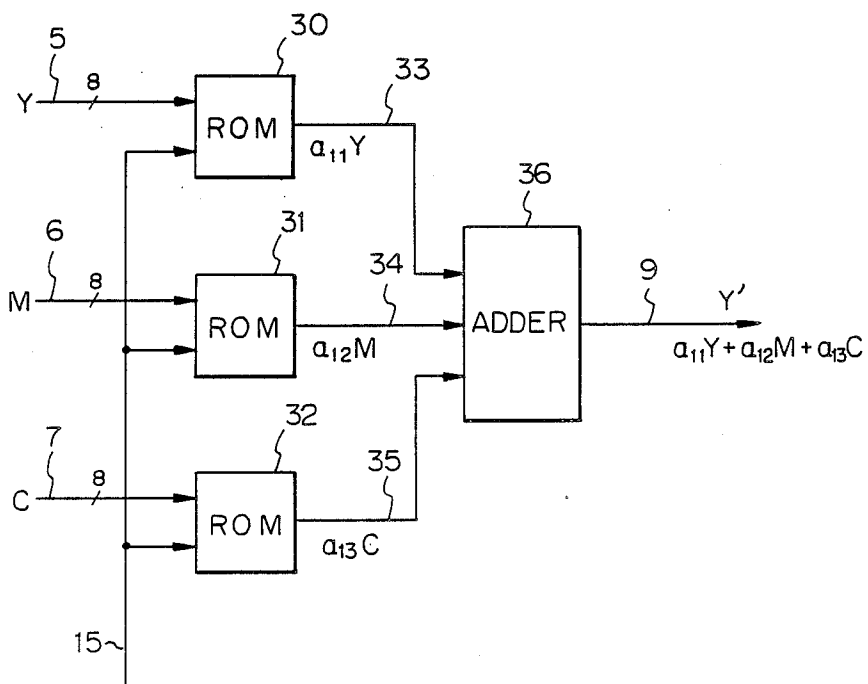 30
5
33
Y
8
ROM
a₁₁Y
36
31
6
34
M
8
ROM
a₁₂M
ADDER
9
Y'
a₁₁Y + a₁₂M + a₁₃C
32
7
35
C
8
ROM
a₁₃C
15